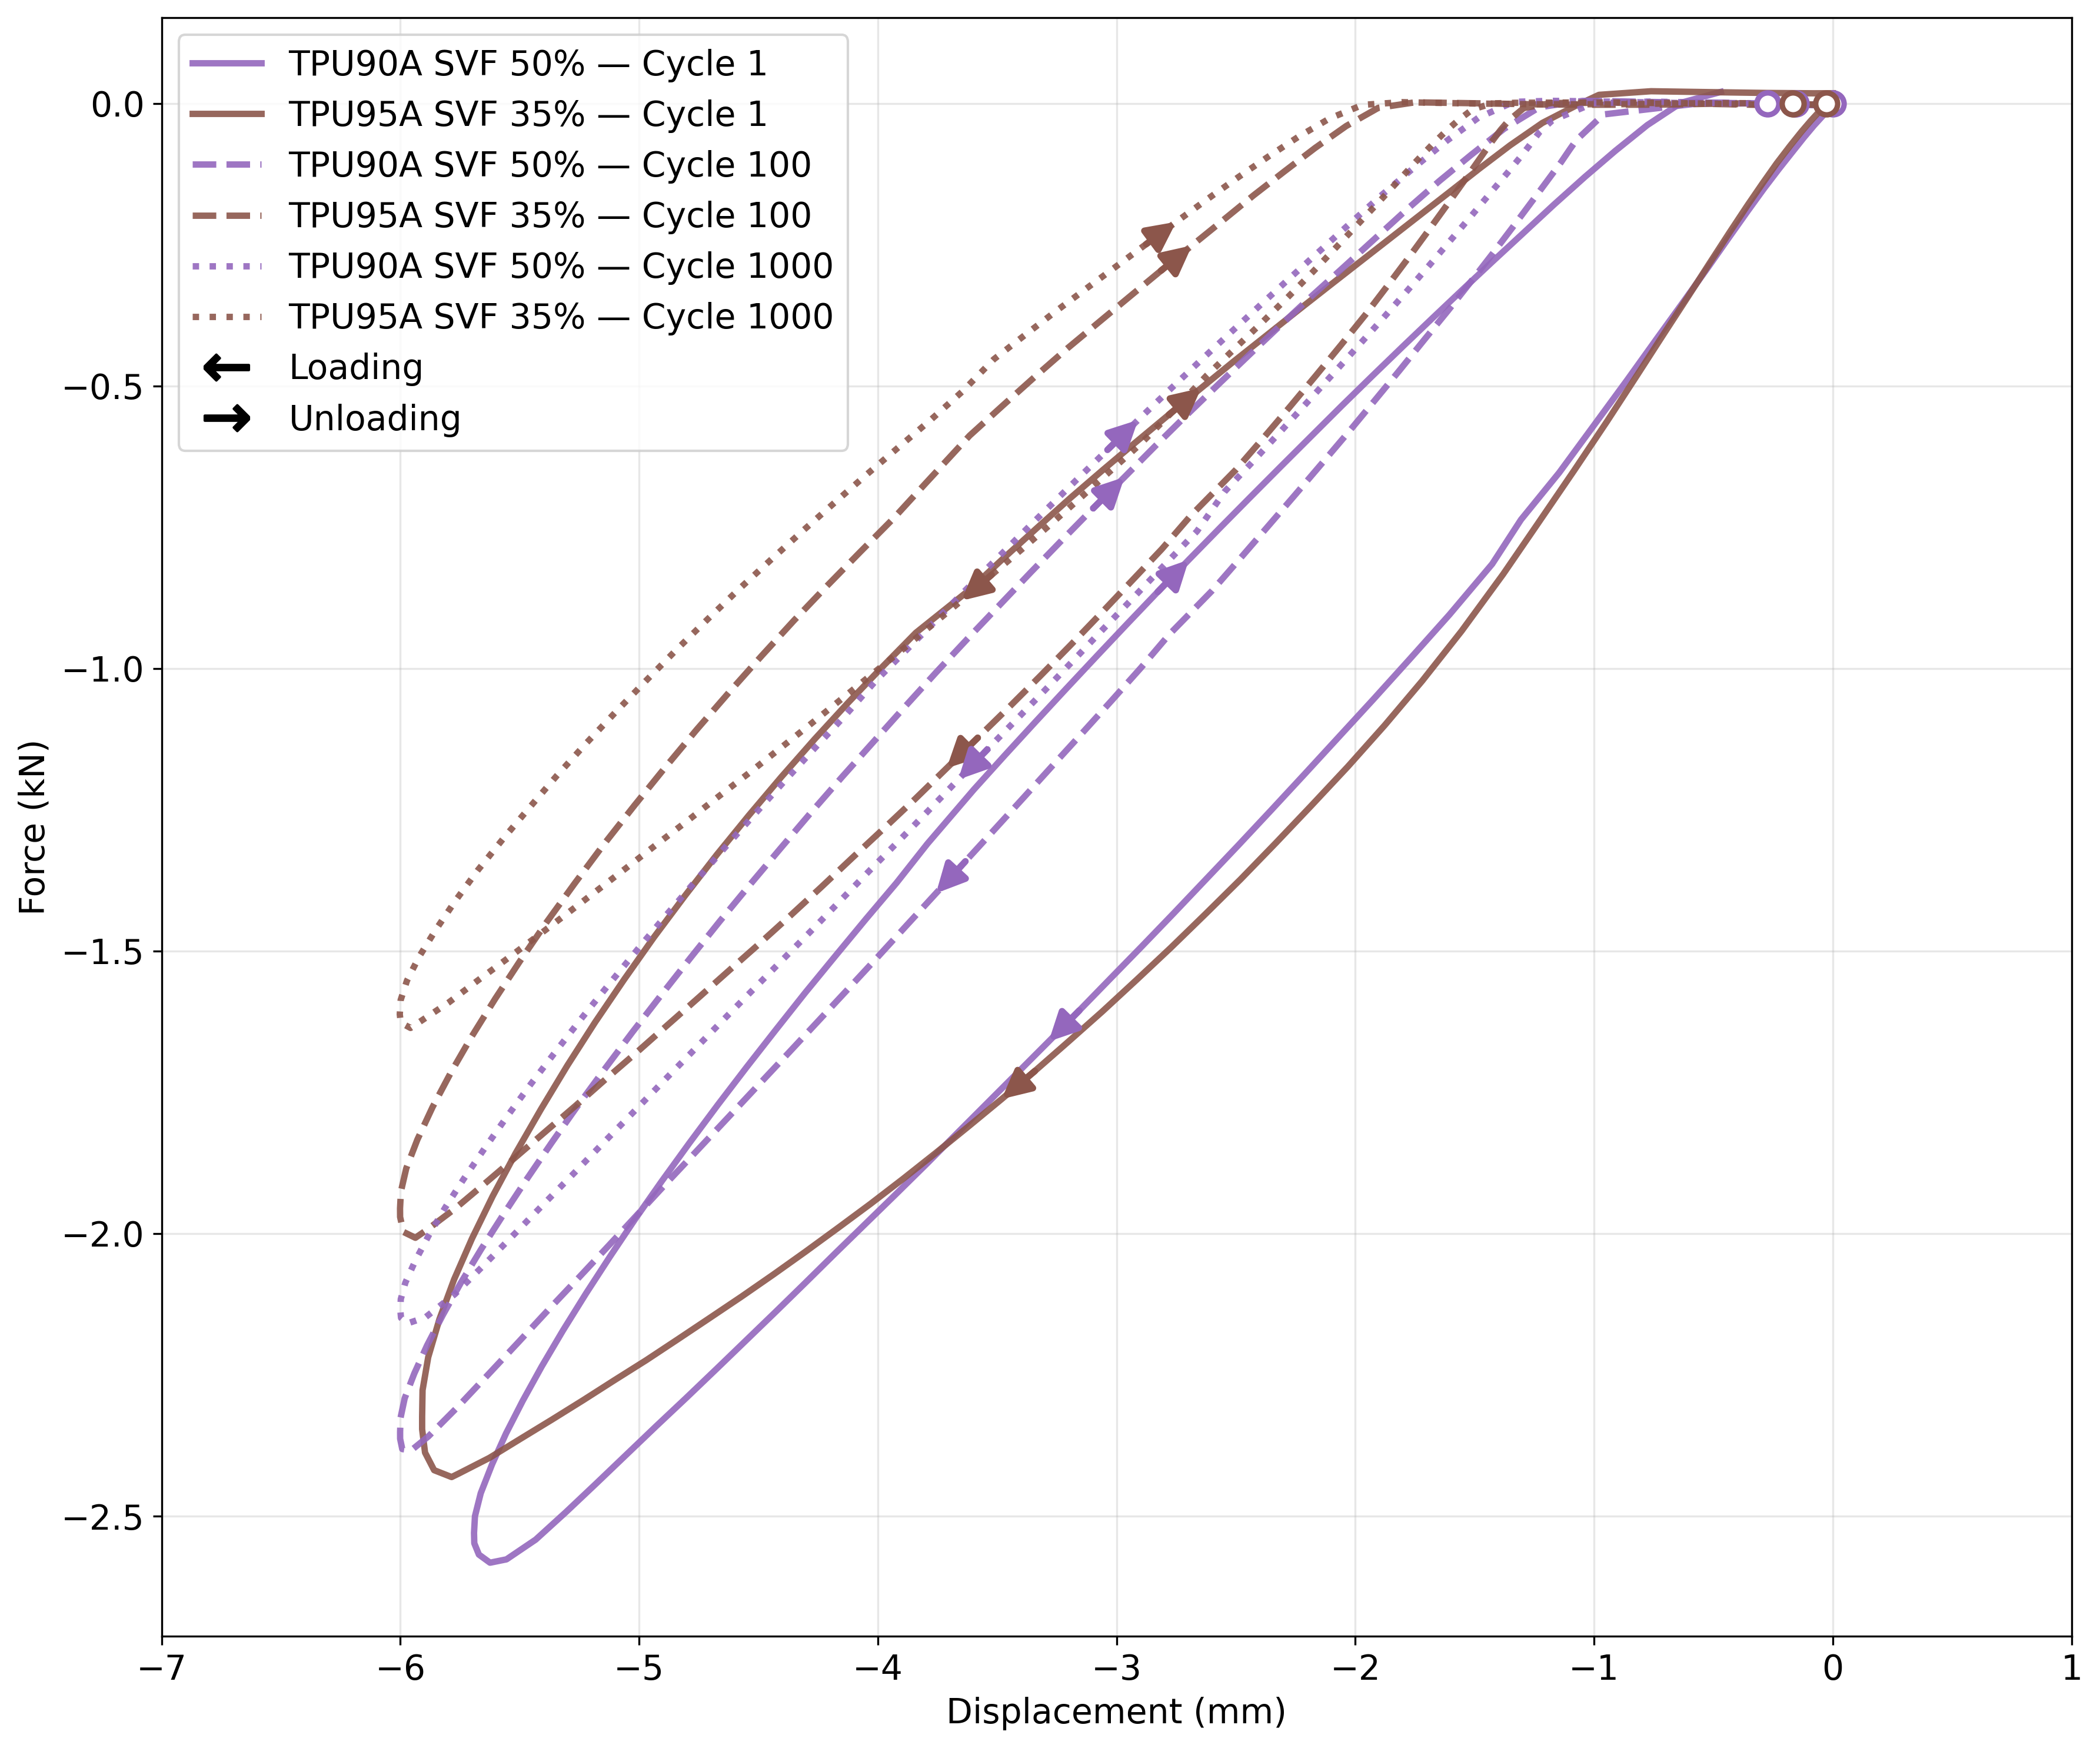 TPU90A SVF 50% — Cycle 1
TPU95A SVF 35% — Cycle 1
TPU90A SVF 50% — Cycle 100
TPU95A SVF 35% — Cycle 100
TPU90A SVF 50% — Cycle 1000
TPU95A SVF 35% — Cycle 1000
Loading
Unloading
0.0
−0.5
−1.0
−1.5
−2.0
−2.5
Force (kN)
−7 −6 −5 −4 −3 −2 −1 0 1
Displacement (mm)